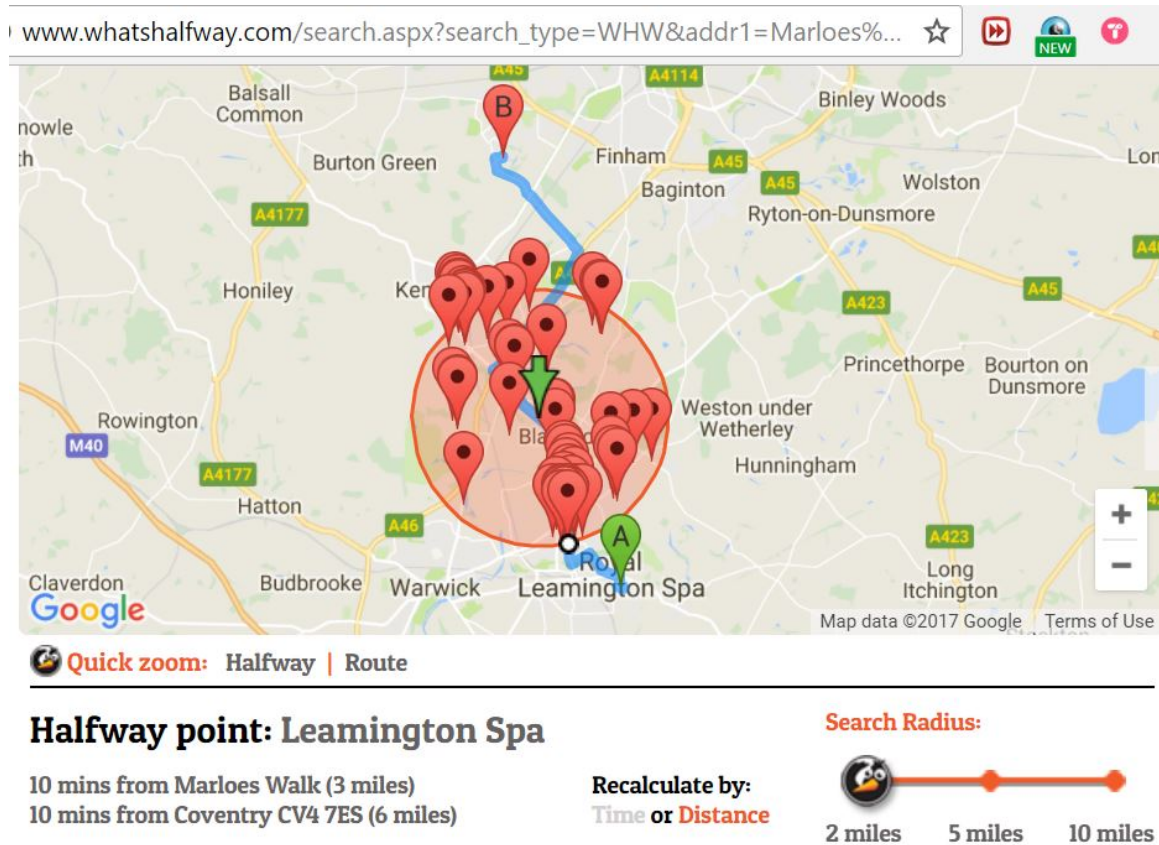 www.whatshalfway.com/search.aspx?search_type=WHW&addr1=Marloes%...
NEW
A45
A4114
B
Balsall
Common
Binley Woods
nowle
th
Burton Green
Finham
A45
Lon
Baginton
A45
Wolston
A4177
Ryton-on-Dunsmore
Honiley
Ken
A45
A423
Princethorpe
Bourton on
Dunsmore
Rowington
Weston under
Wetherley
M40
Bla
Hunningham
A4177
Hatton
A46
A423
+
A
Royal
Leamington Spa
Long
Itchington
−
Claverdon
Budbrooke
Warwick
Google
Map data ©2017 Google
Terms of Use
Quick zoom: Halfway | Route
Halfway point: Leamington Spa
Search Radius:
10 mins from Marloes Walk (3 miles)
10 mins from Coventry CV4 7ES (6 miles)
Recalculate by:
Time or Distance
2 miles 5 miles 10 miles